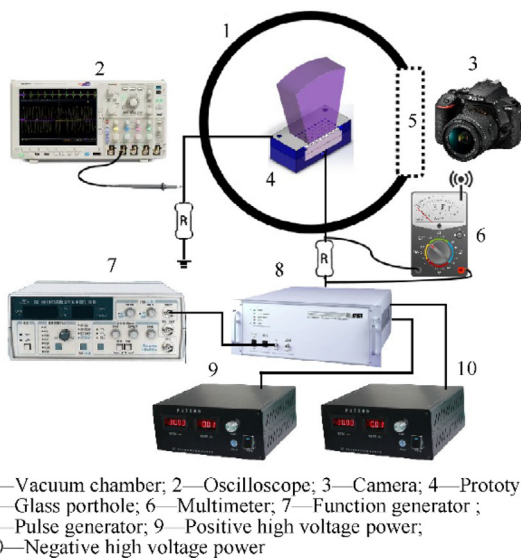 1
2
3
4
5
R
6
R
7
8
9
10
—Vacuum chamber; 2—Oscilloscope; 3—Camera; 4—Prototy
—Glass porthole; 6—Multimeter; 7—Function generator ;
—Pulse generator; 9—Positive high voltage power;
—Negative high voltage power